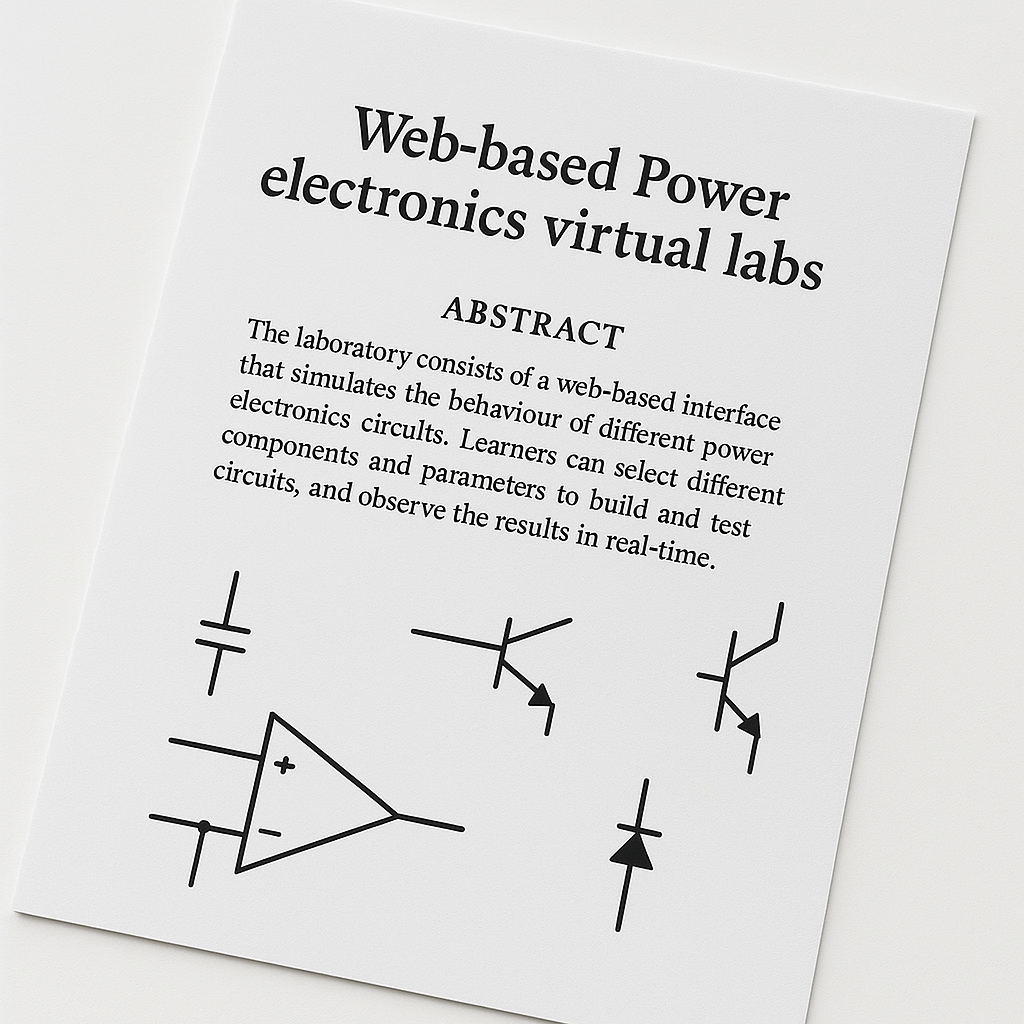 Web-based Power
electronics virtual labs
ABSTRACT
The laboratory consists of a web-based interface
that simulates the behaviour of different power
electronics circults. Learners can select different
components and parameters to build and test
circuits, and observe the results in real-time.
+
−